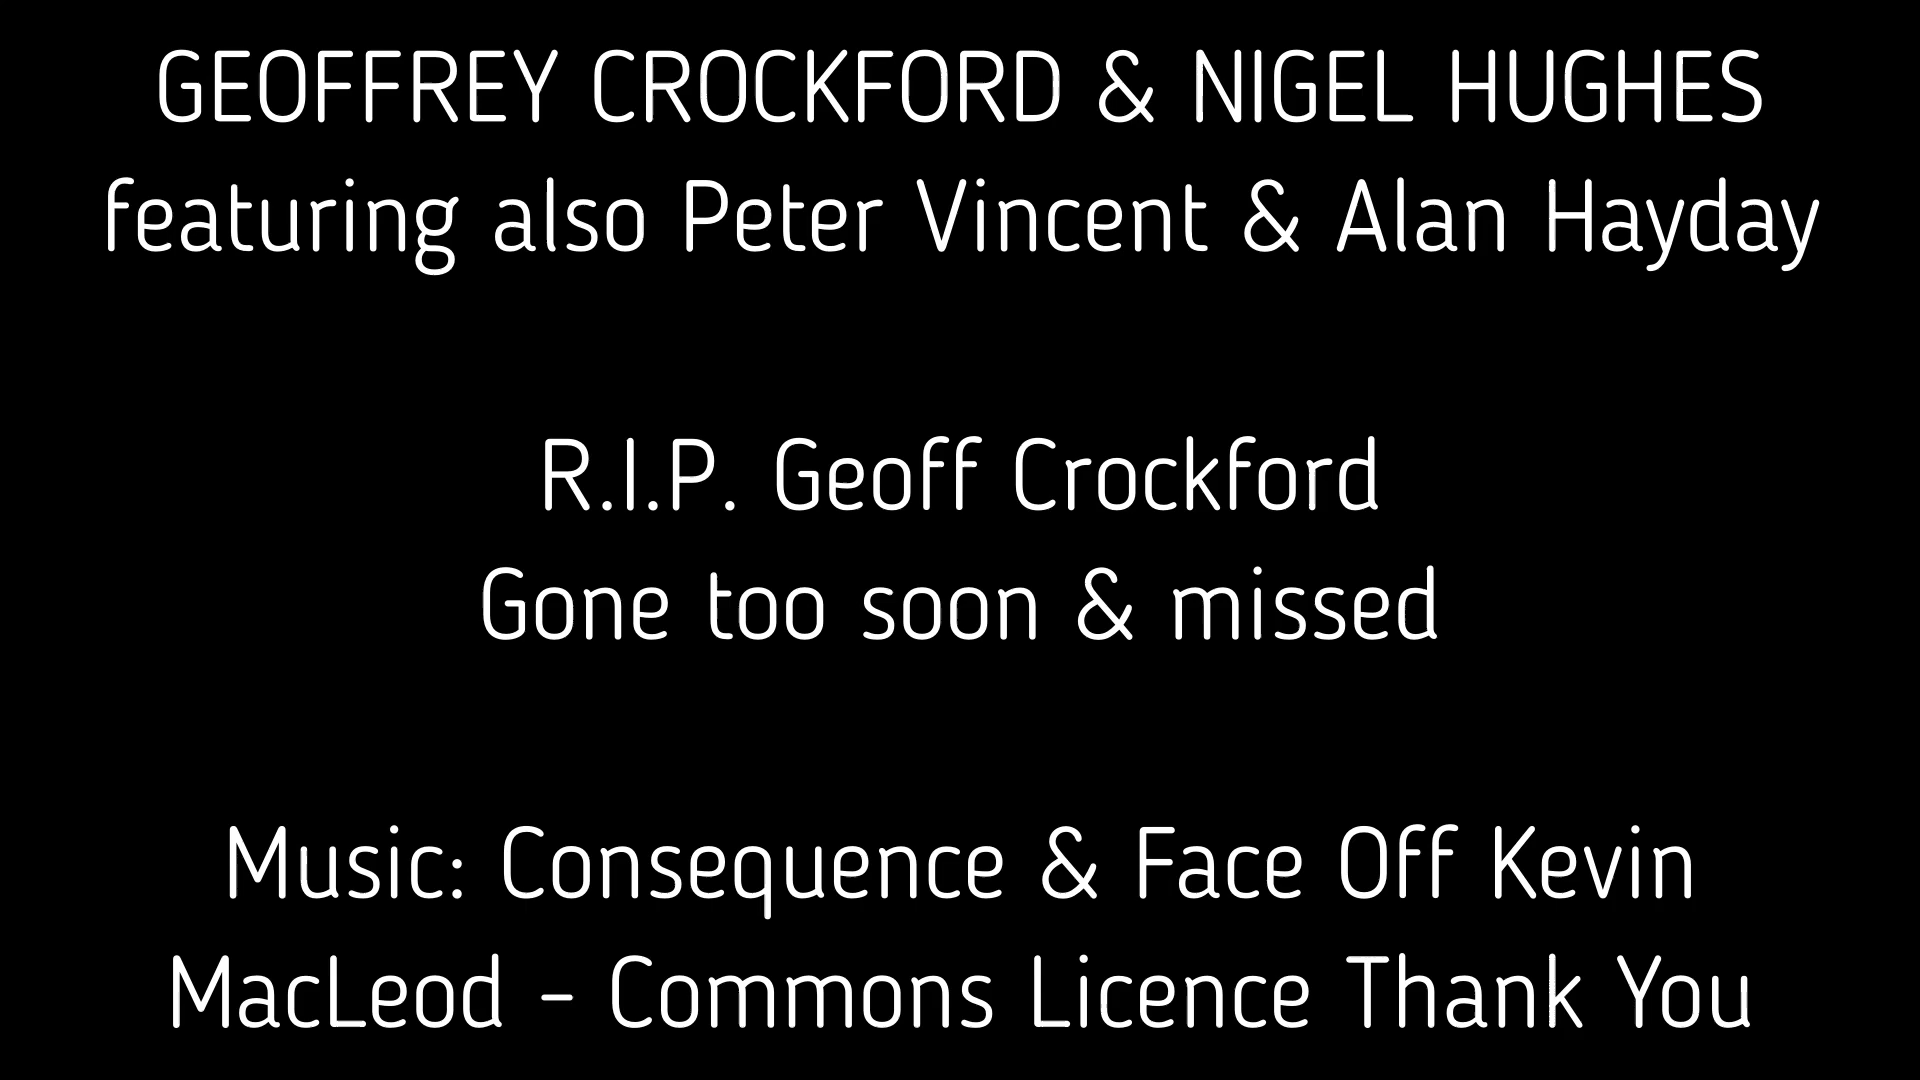 GEOFFREY CROCKFORD & NIGEL HUGHES
featuring also Peter Vincent & Alan Hayday
R.I.P. Geoff Crockford
Gone too soon & missed
Music: Consequence & Face Off Kevin
MacLeod - Commons Licence Thank You